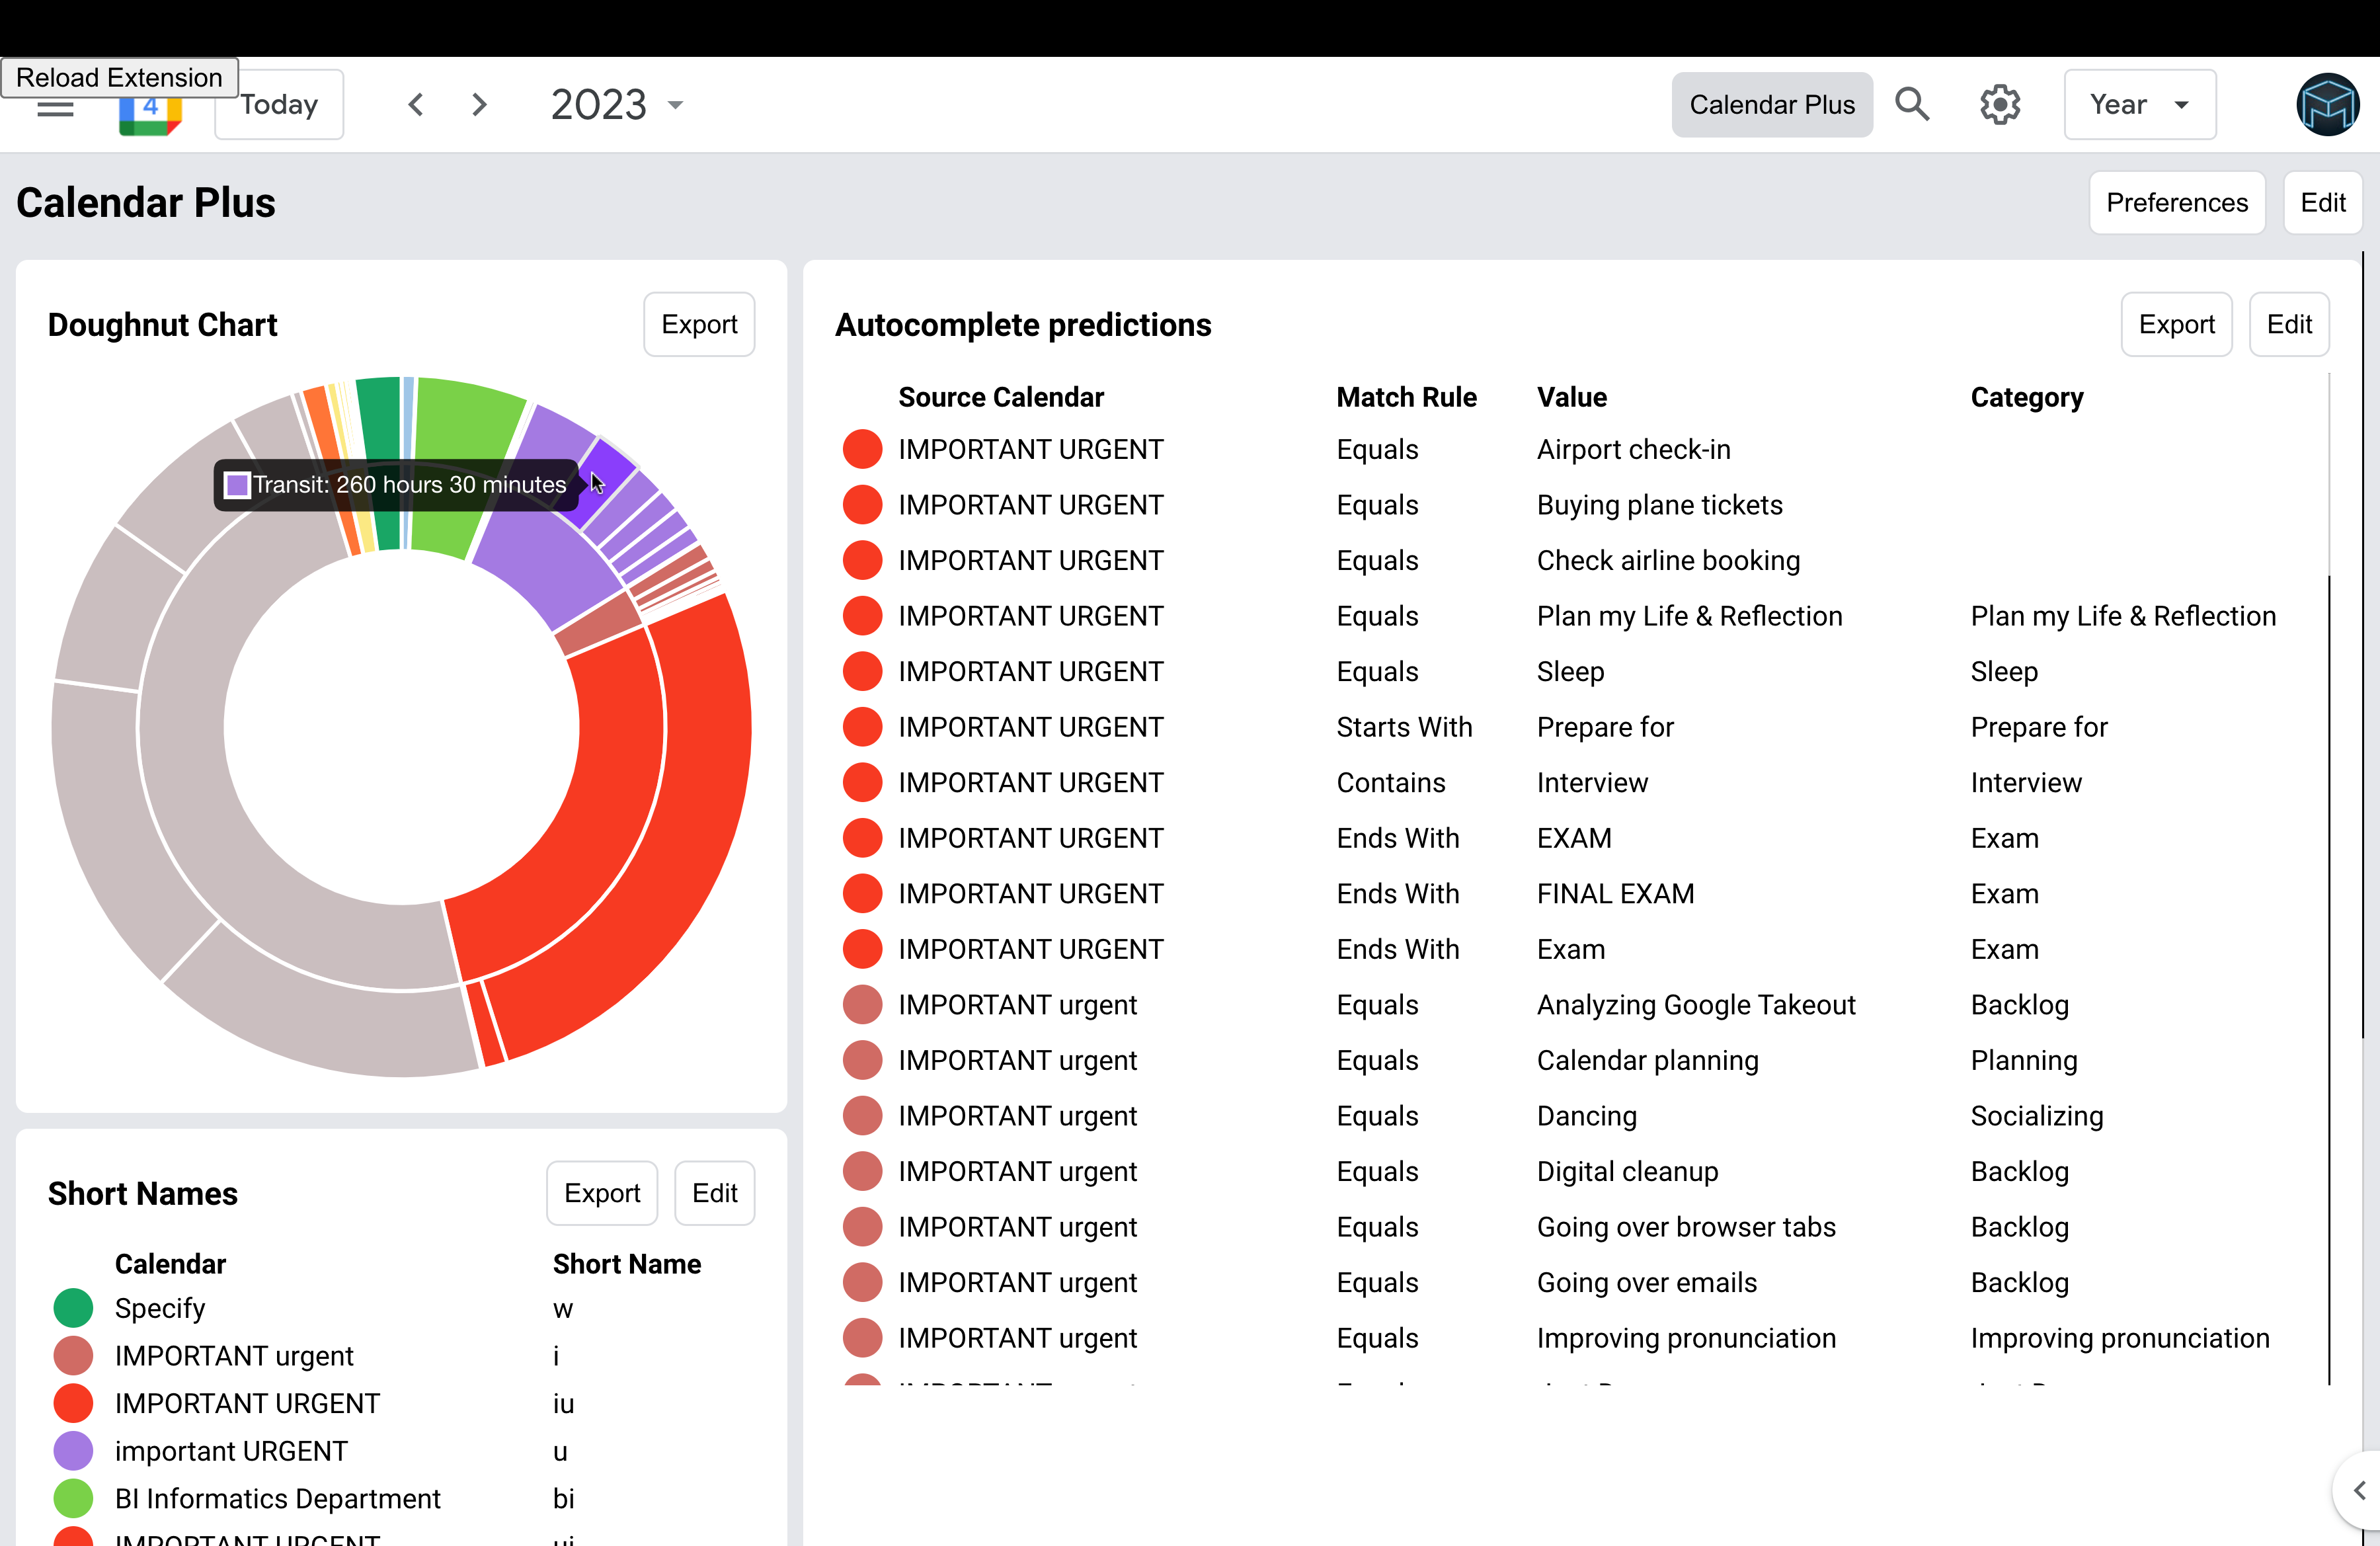 Reload Extension
4
Today
2023
Calendar Plus
Year
Calendar Plus
Preferences
Edit
Doughnut Chart
Export
Transit: 260 hours 30 minutes
Autocomplete predictions
Export
Edit
Source Calendar Match Rule Value Category
IMPORTANT URGENT Equals Airport check-in
IMPORTANT URGENT Equals Buying plane tickets
IMPORTANT URGENT Equals Check airline booking
IMPORTANT URGENT Equals Plan my Life & Reflection Plan my Life & Reflection
IMPORTANT URGENT Equals Sleep Sleep
IMPORTANT URGENT Starts With Prepare for Prepare for
IMPORTANT URGENT Contains Interview Interview
IMPORTANT URGENT Ends With EXAM Exam
IMPORTANT URGENT Ends With FINAL EXAM Exam
IMPORTANT URGENT Ends With Exam Exam
IMPORTANT urgent Equals Analyzing Google Takeout Backlog
IMPORTANT urgent Equals Calendar planning Planning
IMPORTANT urgent Equals Dancing Socializing
IMPORTANT urgent Equals Digital cleanup Backlog
IMPORTANT urgent Equals Going over browser tabs Backlog
IMPORTANT urgent Equals Going over emails Backlog
IMPORTANT urgent Equals Improving pronunciation Improving pronunciation
Short Names
Export
Edit
Calendar Short Name
Specify w
IMPORTANT urgent i
IMPORTANT URGENT iu
important URGENT u
BI Informatics Department bi
IMPORTANT URGENT